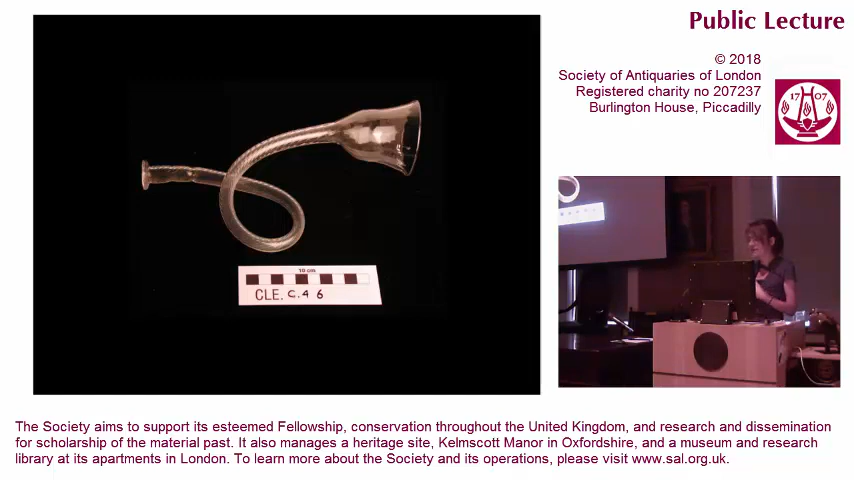 Public Lecture
© 2018
Society of Antiquaries of London
Registered charity no 207237
Burlington House, Piccadilly
17 07
10 cm
CLE. C.46
The Society aims to support its esteemed Fellowship, conservation throughout the United Kingdom, and research and dissemination
for scholarship of the material past. It also manages a heritage site, Kelmscott Manor in Oxfordshire, and a museum and research
library at its apartments in London. To learn more about the Society and its operations, please visit www.sal.org.uk.